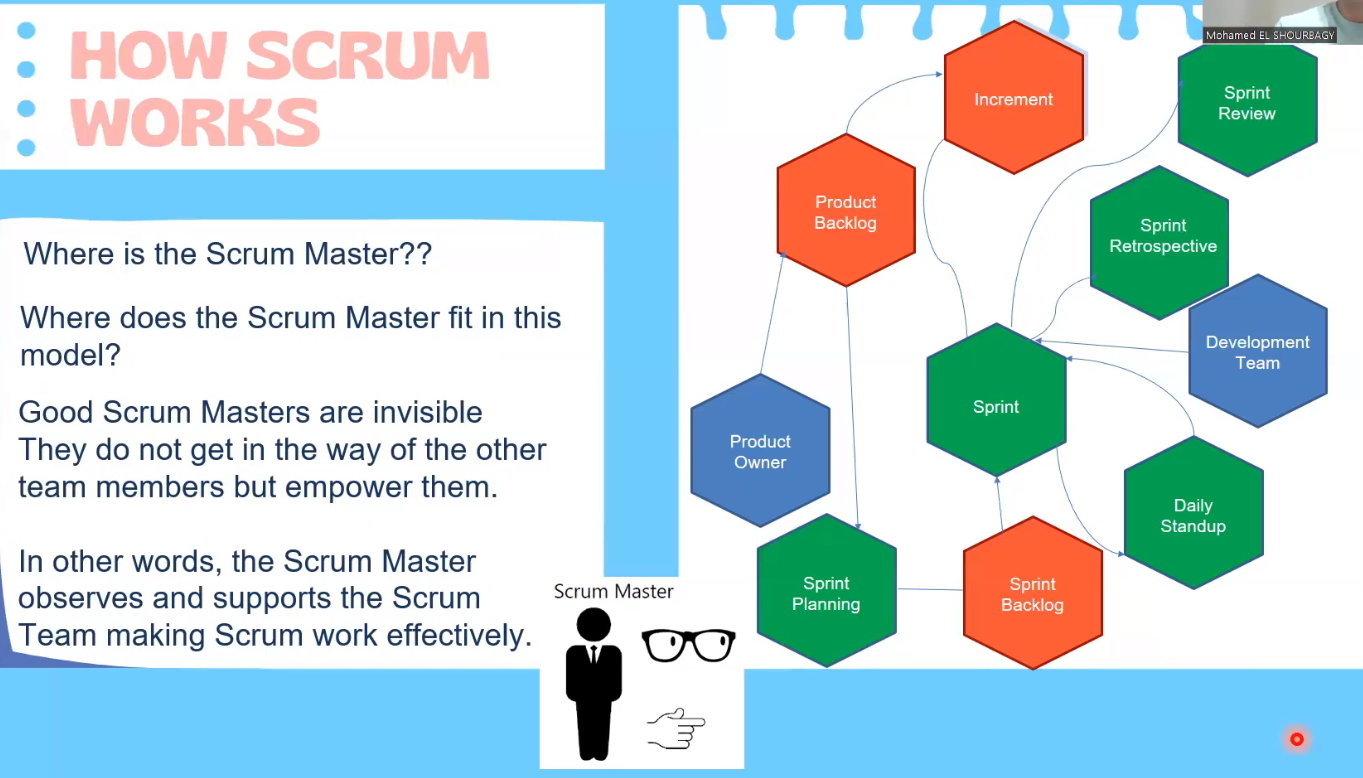 HOW SCRUM
WORKS
Where is the Scrum Master??
Where does the Scrum Master fit in this
model?
Good Scrum Masters are invisible
They do not get in the way of the other
team members but empower them.
In other words, the Scrum Master
observes and supports the Scrum
Team making Scrum work effectively.
Scrum Master
Mohamed EL SHOURBAGY
Increment
Sprint
Review
Product
Backlog
Sprint
Retrospective
Development
Team
Sprint
Product
Owner
Daily
Standup
Sprint
Planning
Sprint
Backlog